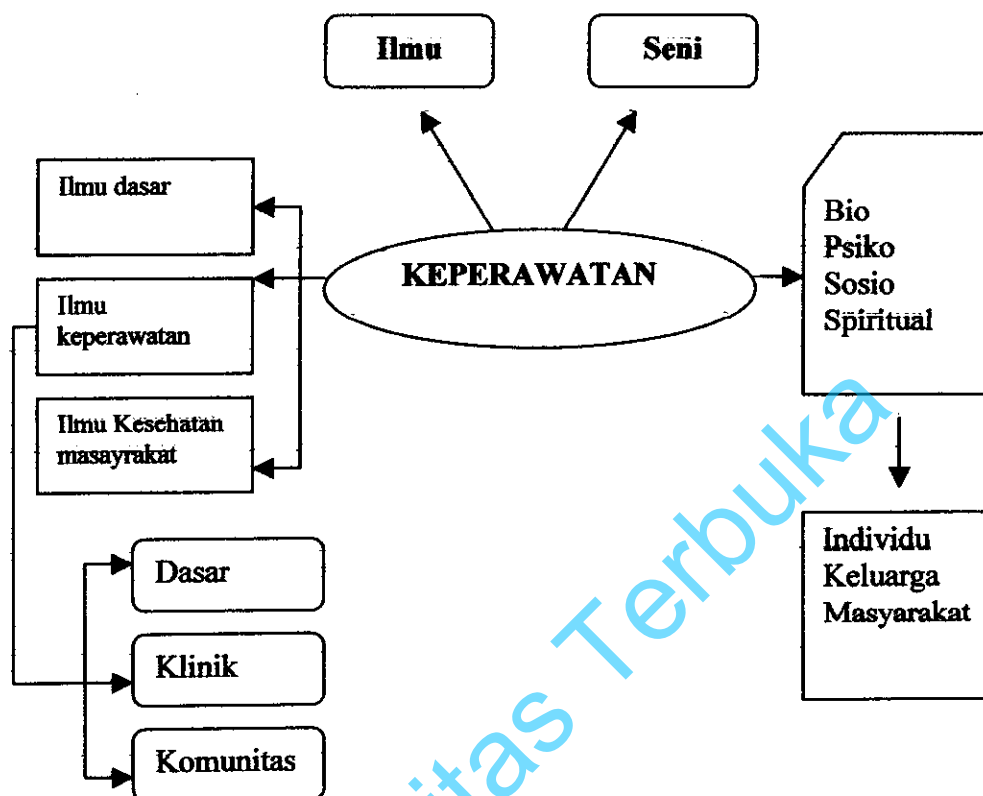 Ilmu
Seni
Ilmu dasar
KEPERAWATAN
Bio
Psiko
Sosio
Spiritual
Ilmu
keperawatan
Ilmu Kesehatan
masayrakat
Individu
Keluarga
Masyarakat
Dasar
Klinik
Komunitas
itas Terbuka